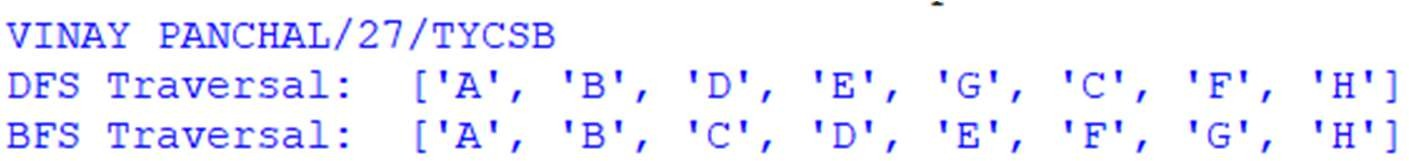 VINAY PANCHAL/27/TYCSB
DFS Traversal:  ['A', 'B', 'D', 'E', 'G', 'C', 'F', 'H']
BFS Traversal:  ['A', 'B', 'C', 'D', 'E', 'F', 'G', 'H']